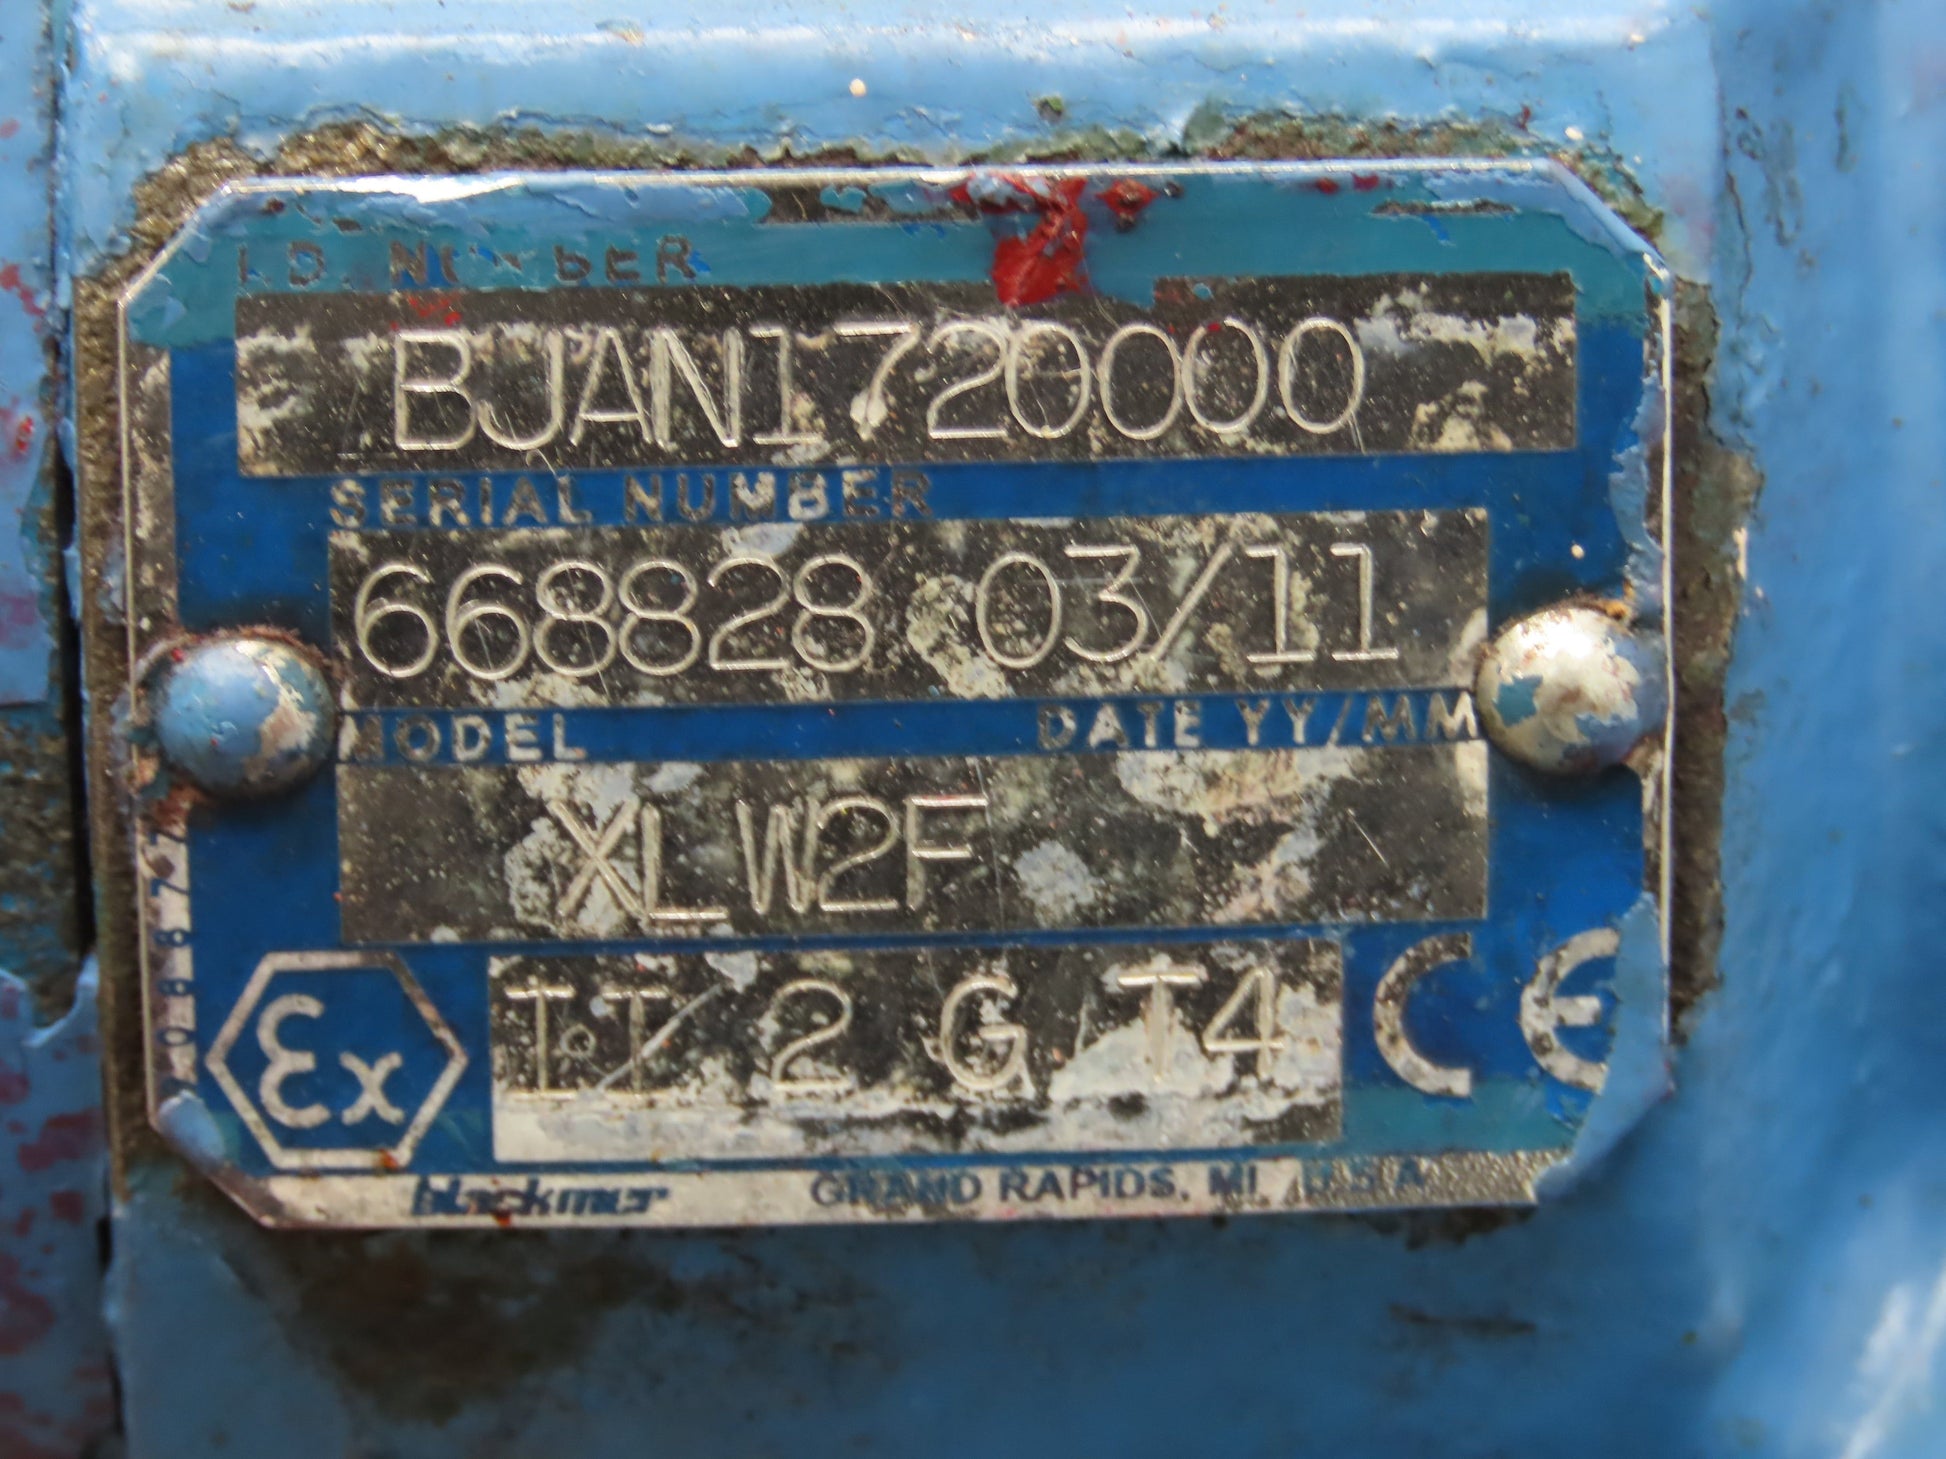 I.D. NUMBER
BJAN1720000
SERIAL NUMBER
668828 03/11
MODEL DATE YY/MM
XLW2F
Ex II 2 G T4 CE
blackmer GRAND RAPIDS, MI U.S.A.